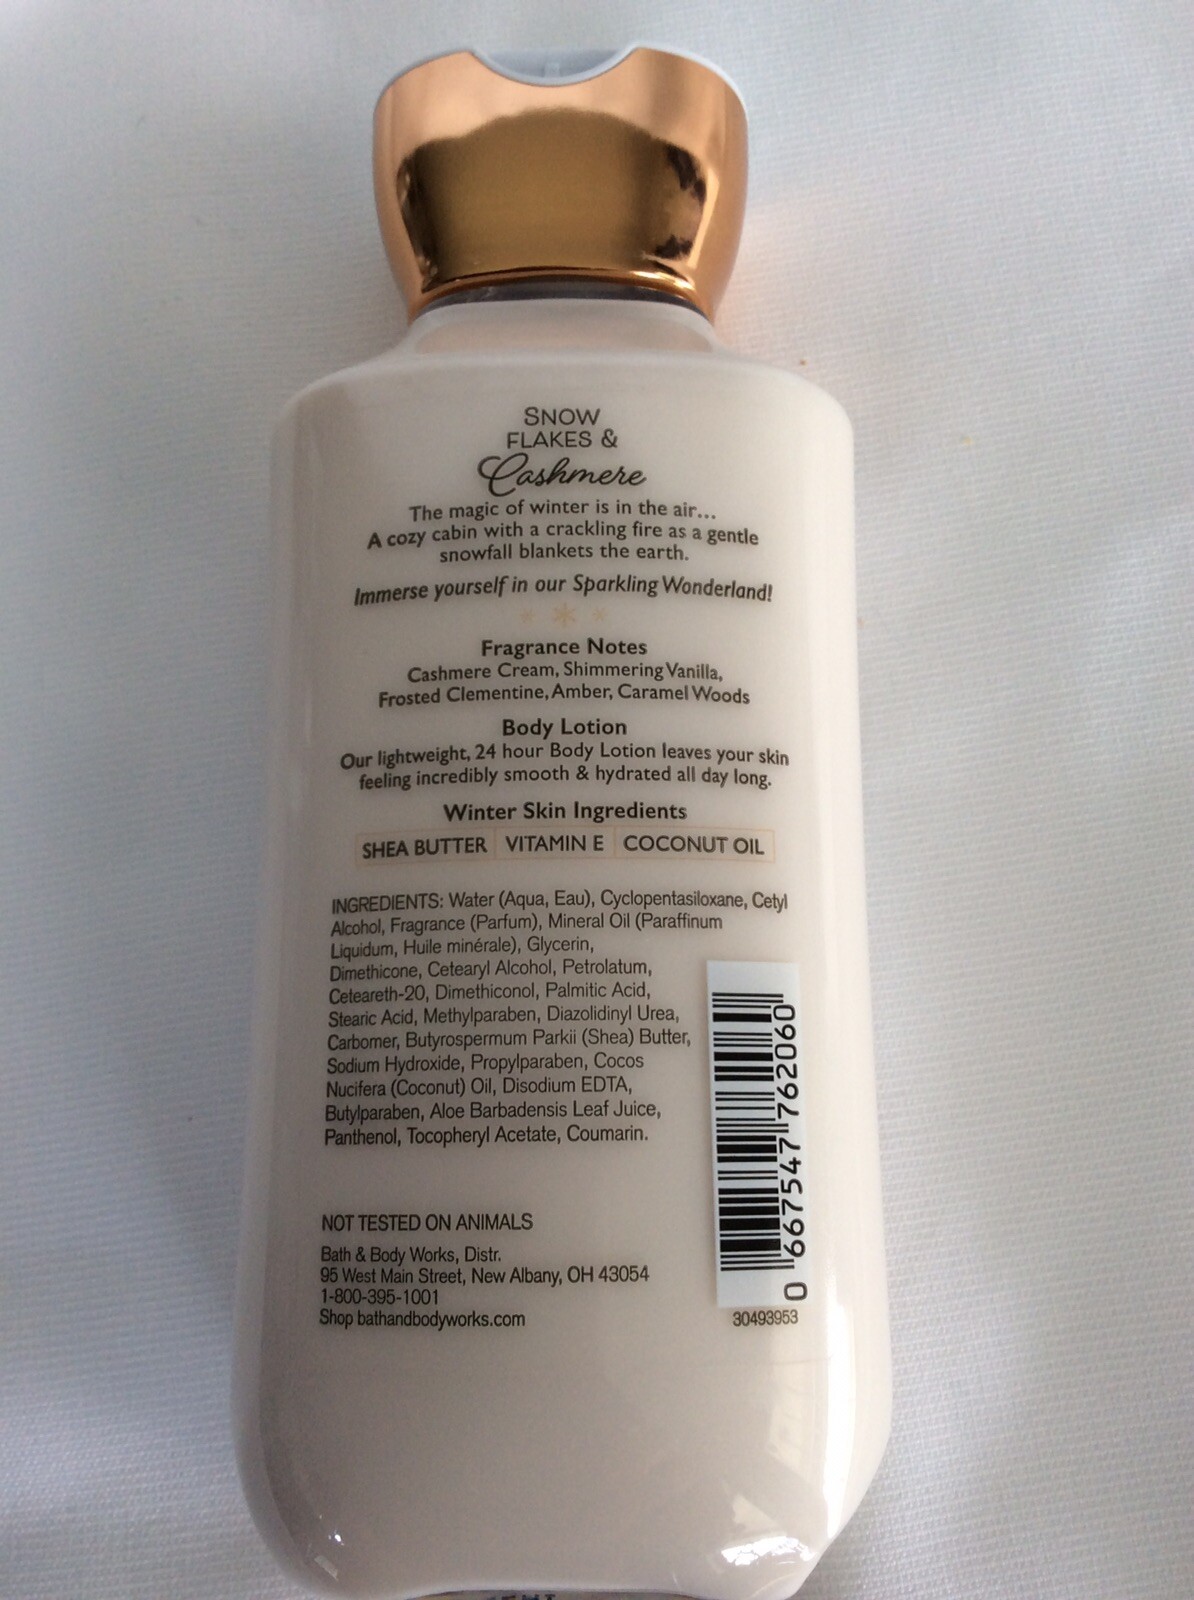 SNOW
FLAKES &
Cashmere
The magic of winter is in the air...
A cozy cabin with a crackling fire as a gentle
snowfall blankets the earth.
Immerse yourself in our Sparkling Wonderland!
Fragrance Notes
Cashmere Cream, Shimmering Vanilla,
Frosted Clementine, Amber, Caramel Woods
Body Lotion
Our lightweight, 24 hour Body Lotion leaves your skin
feeling incredibly smooth & hydrated all day long.
Winter Skin Ingredients
SHEA BUTTER VITAMIN E COCONUT OIL
INGREDIENTS: Water (Aqua, Eau), Cyclopentasiloxane, Cetyl
Alcohol, Fragrance (Parfum), Mineral Oil (Paraffinum
Liquidum, Huile minérale), Glycerin,
Dimethicone, Cetearyl Alcohol, Petrolatum,
Ceteareth-20, Dimethiconol, Palmitic Acid,
Stearic Acid, Methylparaben, Diazolidinyl Urea,
Carbomer, Butyrospermum Parkii (Shea) Butter,
Sodium Hydroxide, Propylparaben, Cocos
Nucifera (Coconut) Oil, Disodium EDTA,
Butylparaben, Aloe Barbadensis Leaf Juice,
Panthenol, Tocopheryl Acetate, Coumarin.
NOT TESTED ON ANIMALS
Bath & Body Works, Distr.
95 West Main Street, New Albany, OH 43054
1-800-395-1001
Shop bathandbodyworks.com
0 667547 762060
30493953